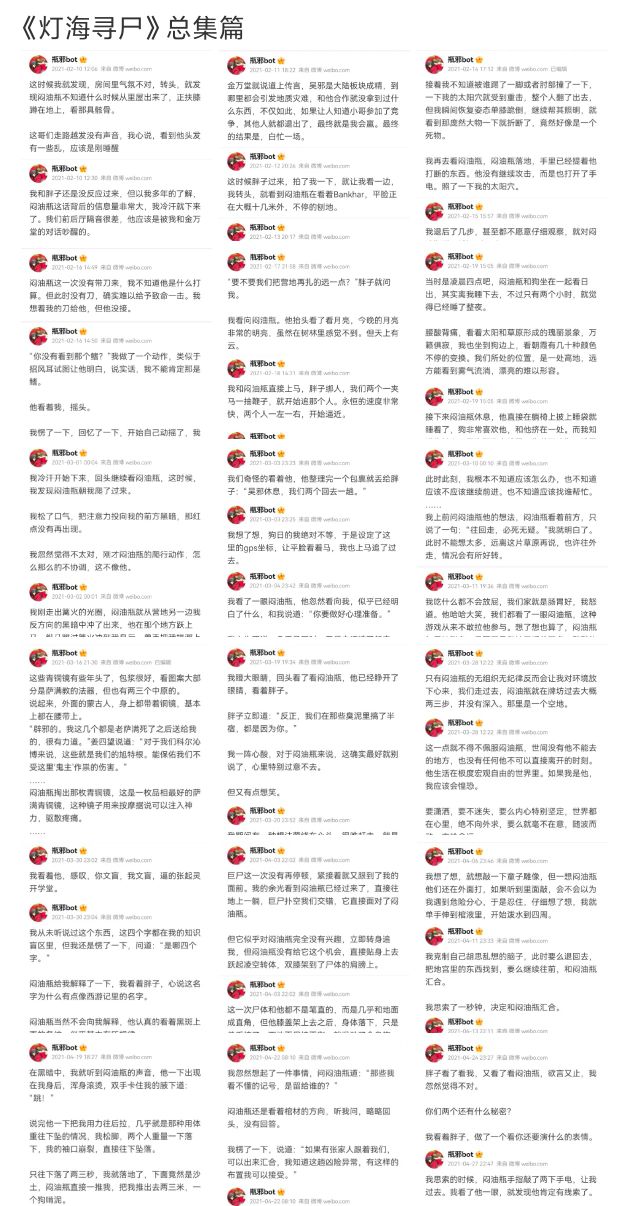 《灯海寻尸》总集篇
瓶邪bot
2021-02-10 12:06 来自 微博 weibo.com
这时候我就发现，房间里气氛不对，转头，就发
现闷油瓶不知道什么时候从里屋出来了，正扶膝
蹲在地上，看那具骸骨。
这哥们走路越发没有声音，我心说，看到他头发
有一些乱，应该是刚睡醒
瓶邪bot
2021-02-10 12:30 来自 微博 weibo.com
我和胖子还是没反应过来，但以我多年的了解，
闷油瓶这话背后的信息量非常大，我冷汗就下来
了。我们前后厅隔音很差，他应该是被我和金万
堂的对话吵醒的。
瓶邪bot
2021-02-16 14:49 来自 微博 weibo.com
闷油瓶这一次没有带刀来，我不知道他是什么打
算。但此时没有刀，确实难以给予致命一击。我
想着我的刀给他，但他没接。
瓶邪bot
2021-02-16 14:50 来自 微博 weibo.com
“你没有看到那个鳍？”我做了一个动作，类似于
招风耳试图让他明白，说实话，我不能肯定那是
鳍。
他看着我，摇头。
我愣了一下，回忆了一下，开始自己动摇了，我
瓶邪bot
2021-03-01 00:04 来自 微博 weibo.com
我冷汗开始下来，回头继续看闷油瓶，这时候，
我发现闷油瓶朝我爬了过来。
我松了口气，把注意力投向我的前方黑暗，那红
点没有再出现。
我忽然觉得不太对，刚才闷油瓶的爬行动作，怎
么那么的不协调，这不像他。
瓶邪bot
2021-03-02 00:01 来自 微博 weibo.com
我刚走出篝火的光圈，闷油瓶就从营地另一边我
反方向的黑暗中冲了出来，他在那个地方跃上
瓶邪bot
2021-03-16 21:30 来自 微博 weibo.com 已编辑
这些青铜镜有些年头了，包浆很好，看图案大部
分是萨满教的法器，但也有两三个中原的。
说起来，外面的蒙古人，身上都带着铜镜，基本
上都在腰带上。
“辟邪的，我这几个都是老萨满死了之后送给我
的，很有力道。”姜四望说道：“对于我们科尔沁
博来说，这些就是我们的旭特根。能保佑我们不
受这里‘鬼主’作祟的伤害。”
……
闷油瓶掏出那枚青铜镜，这是一枚品相最好的萨
满青铜镜，这种镜子用来按摩据说可以注入神
力，驱散疼痛。
……
瓶邪bot
2021-03-30 23:02 来自 微博 weibo.com
我看着他，感叹，你文盲，我文盲，逼的张起灵
开学堂。
瓶邪bot
2021-03-30 23:04 来自 微博 weibo.com
我从未听说过这个东西，这四个字都在我的知识
盲区里，但我还是愣了一下，问道：“是哪四个
字。”
闷油瓶给我解释了一下，我看着胖子，心说这名
字为什么有点像西游记里的名字。
闷油瓶当然不会向我解释，他认真的看着黑斑上
瓶邪bot
2021-04-19 18:27 来自 微博 weibo.com
在黑暗中，我就听到闷油瓶的声音，他一下出现
在我身后，浑身滚烫，双手卡住我的腋下道：
“跳！”
说完他一下把我用力往后拉，几乎就是那种用体
重往下坠的情况，我松脚，两个人重量一下落
下，我的袖口崩裂，直接往下坠落。
只往下落了两三秒，我就落地了，下面竟然是沙
土，闷油瓶直接一推我，把我推出去两三米，一
个狗啃泥。
瓶邪bot
2021-02-11 18:22 来自 微博 weibo.com
金万堂就说道上传言，吴邪是大陆板块成精，到
哪里都会引发地质灾难，和他合作就没拿到过什
么东西，不仅如此，如果让人知道小哥参加了竞
争，其他人就都退出了，最终就是我会赢。最终
的结果是，白忙一场。
瓶邪bot
2021-02-12 20:26 来自 微博 weibo.com
这时候胖子过来，拍了我一下，就让我看一边，
我转头，就看到闷油瓶在看着Bankhar，平脸正
在大概十几米外，不停的刨地。
瓶邪bot
2021-02-13 20:17 来自 微博 weibo.com
瓶邪bot
2021-02-17 21:58 来自 微博 weibo.com
“要不要我们把营地再扎的远一点？”胖子就问
我。
我看向闷油瓶。他抬头看了看月亮，今晚的月亮
非常的明亮，虽然在树林里感觉不到。但天上有
云。
瓶邪bot
2021-02-18 14:31 来自 微博 weibo.com
我和闷油瓶直接上马，胖子绑人，我们两个一夹
马一抽鞭子，就开始追那个人。永恒的速度非常
快，两个人一左一右，开始逼近。
瓶邪bot
2021-03-03 23:23 来自 微博 weibo.com
我们奇怪的看着他，他整理完一个包裹就丢给胖
子：“吴邪休息，我们两个回去一趟。”
瓶邪bot
2021-03-03 23:25 来自 微博 weibo.com
我想了想，狗日的我绝对不等，于是设定了这
里的gps坐标，让平脸看着马，我也上马追了过
去。
瓶邪bot
2021-03-04 23:42 来自 微博 weibo.com
我看了一眼闷油瓶，他忽然看向我，似乎已经明
白了什么，和我说道：“你要做好心理准备。”
瓶邪bot
2021-03-19 19:34 来自 微博 weibo.com
我瞪大眼睛，回头看了看闷油瓶，他已经睁开了
眼睛，看着胖子。
胖子立即道：“反正，我们在那些臭泥里搞了半
宿，都是因为你。”
我一阵心酸，对于闷油瓶来说，这确实最好就别
说了，心里特别过意不去。
但又有点想笑。
瓶邪bot
2021-03-20 23:52 来自 微博 weibo.com
瓶邪bot
2021-04-03 22:02 来自 微博 weibo.com
巨尸这一次没有再停顿，紧接着就又跟到了我的
面前。我的余光看到闷油瓶已经过来了，直接往
地上一躺，巨尸扑空我们交错，它直接面对了闷
油瓶。
但它似乎对闷油瓶完全没有兴趣，立即转身追
我，但闷油瓶没有给它这个机会，直接贴身上去
跃起凌空转体，双膝架到了尸体的肩膀上。
瓶邪bot
2021-04-03 22:02 来自 微博 weibo.com
这一次尸体和他都不是笔直的，而是几乎和地面
成直角，但他膝盖架上去之后，身体落下，只是
瓶邪bot
2021-04-22 08:10 来自 微博 weibo.com
我忽然想起了一件事情，问闷油瓶道：“那些我
看不懂的记号，是留给谁的？”
闷油瓶还是看着棺材的方向，听我问，略略回
头，没有回答。
我愣了一下，说道：“如果有张家人跟着我们，
可以出来汇合，我知道这趟凶险异常，有这样的
布置我可以接受。”
瓶邪bot
2021-04-22 08:10 来自 微博 weibo.com
瓶邪bot
2021-02-14 17:12 来自 微博 weibo.com 已编辑
接着我不知道被谁踢了一脚或者肘部撞了一下，
一下我的太阳穴就受到重击，整个人翻了出去，
但我瞬间恢复姿态单膝跪倒，继续帮其照明，就
看到那庞然大物一下就折断了，竟然好像是一个
死物。
我再去看闷油瓶，闷油瓶落地，手里已经提着他
打断的东西。他没有继续攻击，而是也打开了手
电。照了一下我的太阳穴。
瓶邪bot
2021-02-15 15:57 来自 微博 weibo.com
我退后了几步，甚至都不愿意仔细观察，就对闷
瓶邪bot
2021-02-19 15:05 来自 微博 weibo.com
当时是凌晨四点吧，闷油瓶和狗坐在一起看日
出，其实离我睡下去，不过只有两个小时，就觉
得已经睡了整夜。
腰酸背痛，看着太阳和草原形成的瑰丽景象，万
籁俱寂，我也坐到狗边上，看朝霞有几十种颜色
不停的变换。我们所处的位置，是一处高地，远
方能看到雾气流淌，漂亮的难以形容。
瓶邪bot
2021-02-19 15:05 来自 微博 weibo.com
接下来闷油瓶休息，他直接在躺椅上披上睡袋就
睡着了，狗非常喜欢他，和他挤在一处。而我知
瓶邪bot
2021-03-10 00:10 来自 微博 weibo.com
此时此刻，我根本不知道应该怎么办，也不知道
应该不应该继续前进。也不知道应该找谁帮忙。
……
我上前问闷油瓶他的想法，闷油瓶看着前方，只
说了一句：“往回走，必死无疑。”我就明白了。
此时不能想太多，远离这片草原再说，也许往外
走，情况会有所好转。
瓶邪bot
2021-03-11 19:36 来自 微博 weibo.com
我吃什么都不会放屁，我们家就是肠胃好，我怒
道。他哈哈大笑，我们都看了一眼闷油瓶，这种
游戏从来不敢拉他参与。想了想也算了，闷油瓶
瓶邪bot
2021-03-28 12:22 来自 微博 weibo.com
只有闷油瓶的无组织无纪律反而会让我对环境放
下心来，我们走过去，闷油瓶就在牌坊过去大概
两三步，并没有深入。那里是一个空地。
瓶邪bot
2021-03-28 12:22 来自 微博 weibo.com
这一点就不得不佩服闷油瓶，世间没有他不能去
的地方，也没有任何他不可以直接离开的时刻。
他生活在极度宏观自由的世界里。如果我是他，
我应该会惶恐。
要潇洒，要不迷失，要么内心特别坚定，世界都
在心里，绝不向外求，要么就毫不在意，随波而
瓶邪bot
2021-04-06 23:46 来自 微博 weibo.com
我想了想，就想敲一下童子雕像，但一想闷油瓶
他们还在外面打，如果听到里面敲，会不会以为
我遇到危险分心，于是忍住，仔细想了想，我就
单手伸到棺液里，开始泼水到四周。
瓶邪bot
2021-04-11 23:33 来自 微博 weibo.com
我克制自己胡思乱想的脑子，此时要么退回去，
把地宫里的东西找到，要么继续往前，和闷油瓶
汇合。
我思索了一秒钟，决定和闷油瓶汇合。
瓶邪bot
2021-04-13 22:11 来自 微博 weibo.com
瓶邪bot
2021-04-24 23:27 来自 微博 weibo.com
胖子看了看我，又看了看闷油瓶，欲言又止，我
忽然觉得不对。
你们两个还有什么秘密？
我看着胖子，做了一个看你还要演什么的表情。
瓶邪bot
2021-04-27 22:47 来自 微博 weibo.com
我思索的时候，闷油瓶手指敲了两下手电，让我
过去。我看了他一眼，就发现他肯定有线索了。